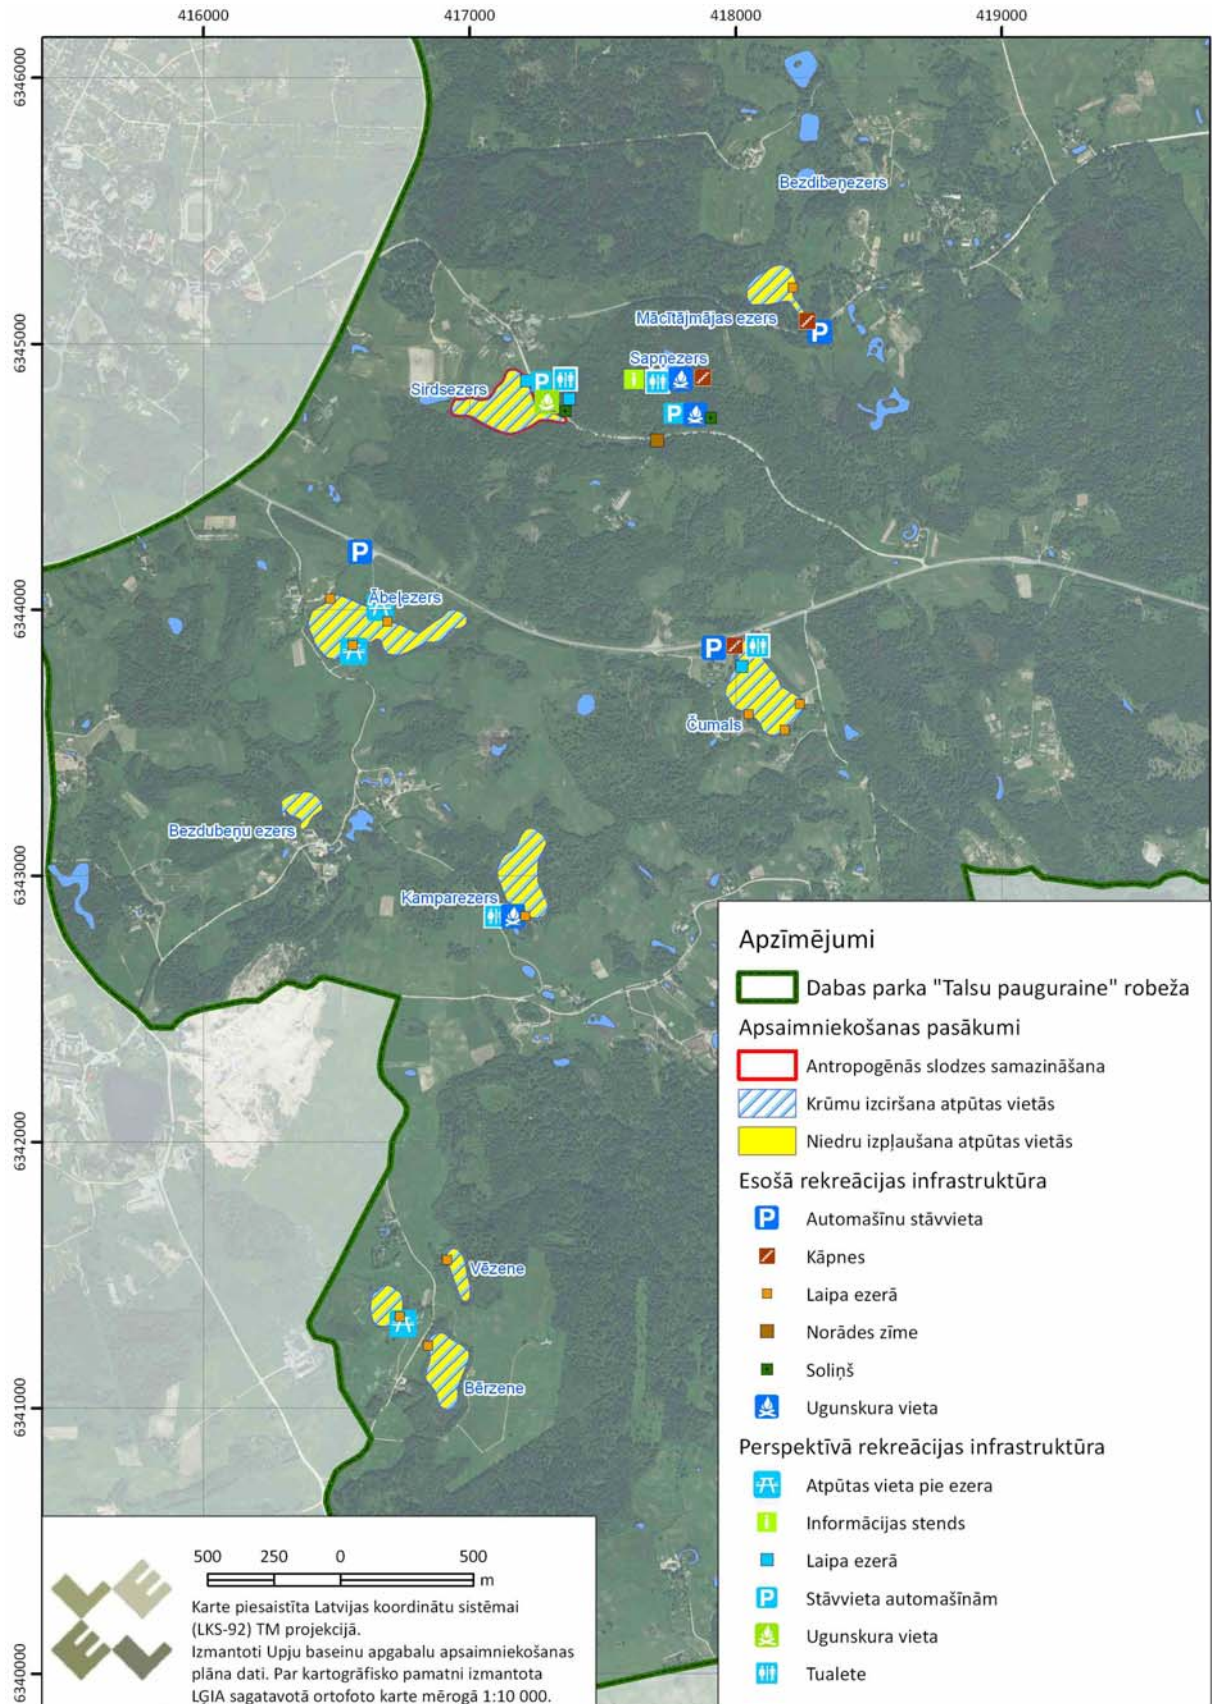 416000 417000 418000 419000
6346000
Bezdibeņezers
6345000
Mācītājmājas ezers
P
Sapņezers
Sirdsezers
P
i
P
P
6344000
Ābeļezers
P
Čumals
Bezdubeņu ezers
6343000
Kamparezers
6342000
Vēzene
6341000
Bērzene
6340000
Apzīmējumi
Dabas parka "Talsu pauguraine" robeža
Apsaimniekošanas pasākumi
Antropogēnās slodzes samazināšana
Krūmu izciršana atpūtas vietās
Niedru izpļaušana atpūtas vietās
Esošā rekreācijas infrastruktūra
P Automašīnu stāvvieta
Kāpnes
Laipa ezerā
Norādes zīme
Soliņš
Ugunskura vieta
Perspektīvā rekreācijas infrastruktūra
Atpūtas vieta pie ezera
i Informācijas stends
Laipa ezerā
P Stāvvieta automašīnām
Ugunskura vieta
Tualete
500 250 0 500
m
Karte piesaistīta Latvijas koordinātu sistēmai
(LKS-92) TM projekcijā.
Izmantoti Upju baseinu apgabalu apsaimniekošanas
plāna dati. Par kartogrāfisko pamatni izmantota
LĢIA sagatavotā ortofoto karte mērogā 1:10 000.